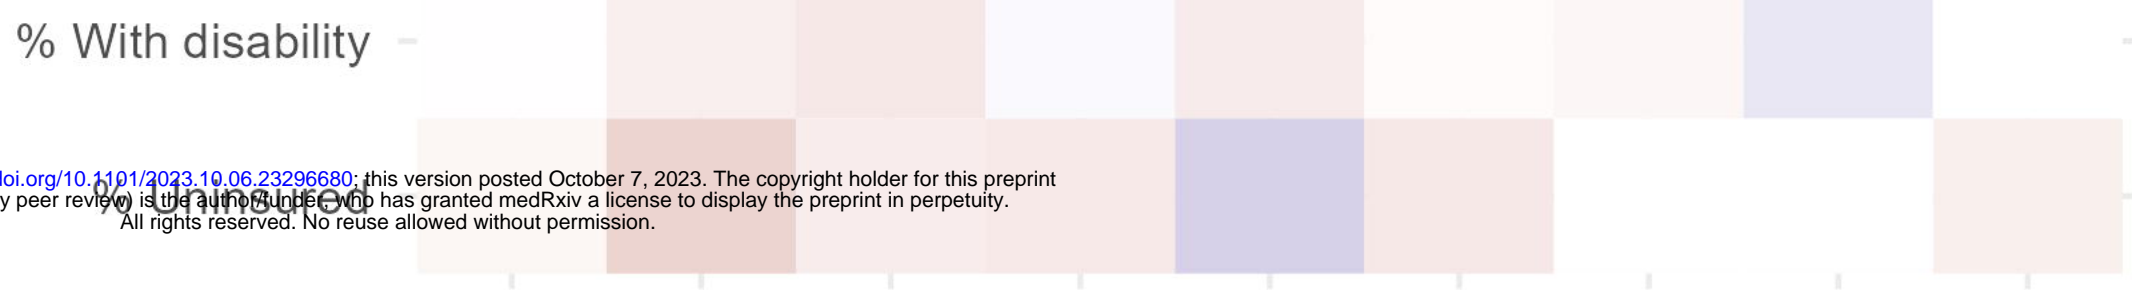 % With disability
loi.org/10.1101/2023.10.06.23296680; this version posted October 7, 2023. The copyright holder for this preprint
% Uninsured
y peer review) is the author/funder, who has granted medRxiv a license to display the preprint in perpetuity.
All rights reserved. No reuse allowed without permission.